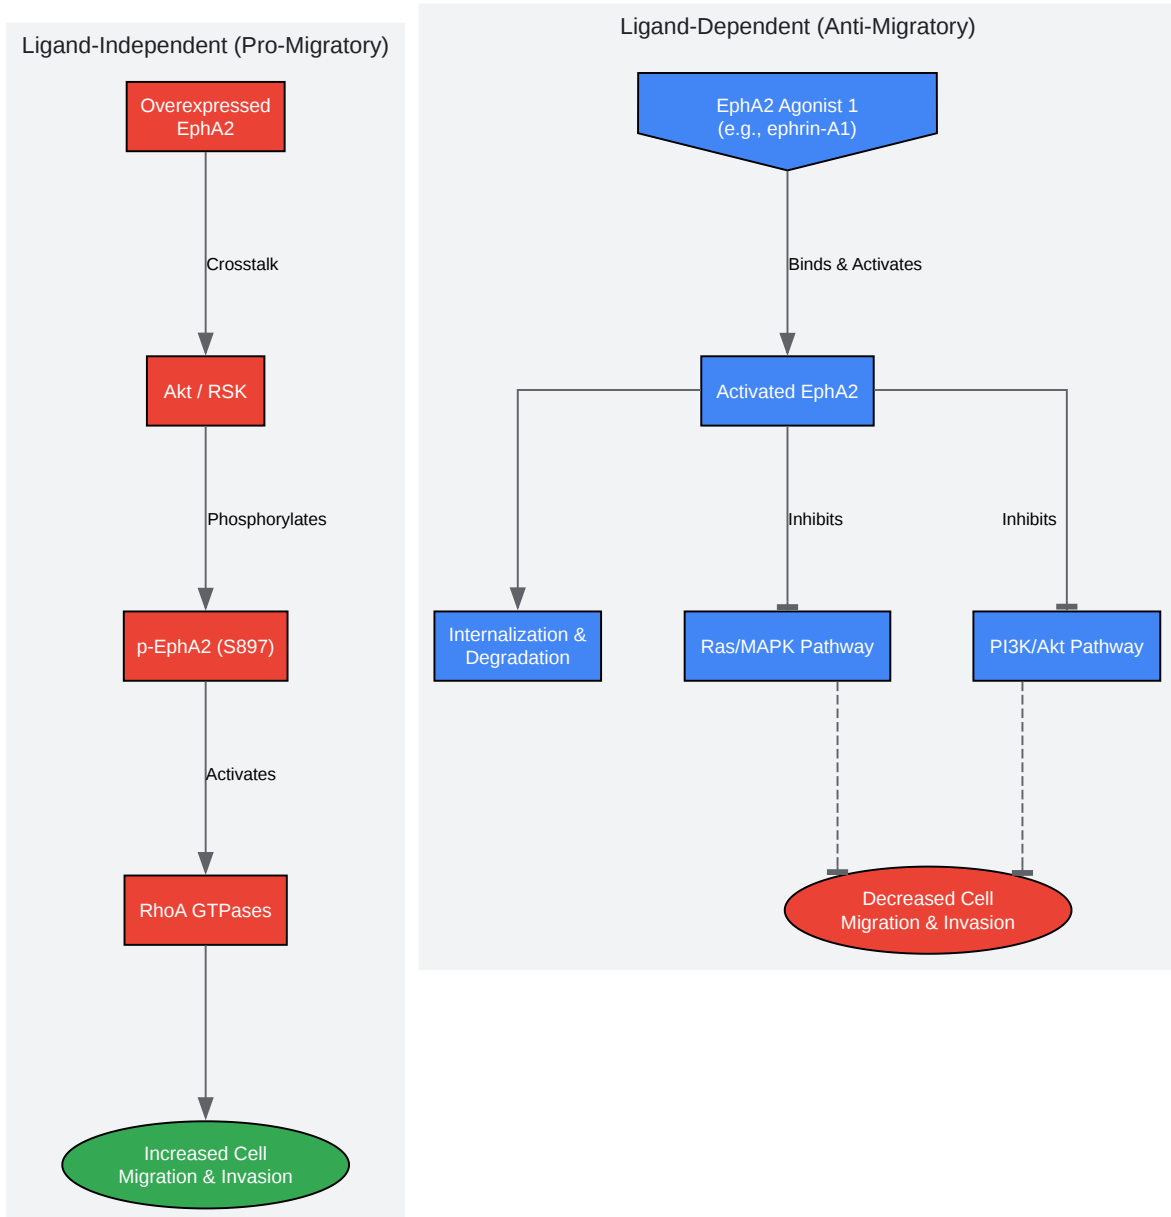 Ligand-Independent (Pro-Migratory)
Overexpressed
EphA2
Crosstalk
Akt / RSK
Phosphorylates
p-EphA2 (S897)
Activates
RhoA GTPases
Increased Cell
Migration & Invasion
Ligand-Dependent (Anti-Migratory)
EphA2 Agonist 1
(e.g., ephrin-A1)
Binds & Activates
Activated EphA2
Inhibits
Inhibits
Internalization &
Degradation
Ras/MAPK Pathway
PI3K/Akt Pathway
Decreased Cell
Migration & Invasion